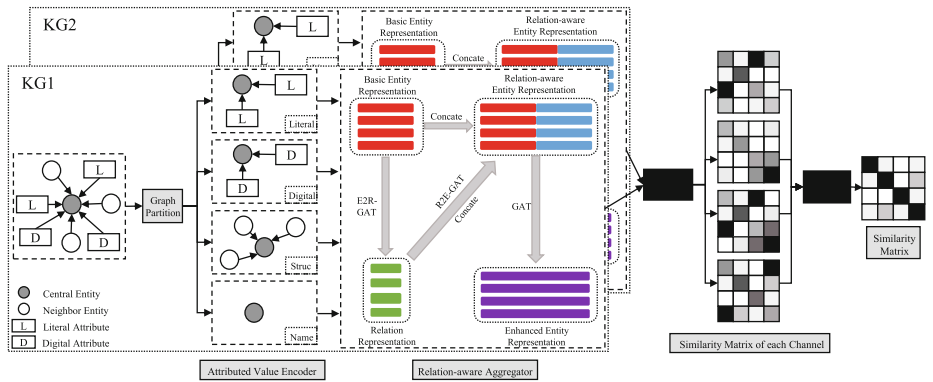 KG2
L
L
Basic Entity
Representation
Concate
Relation-aware
Entity Representation
KG1
L
L
Literal
D
D
Digital
Struc
Name
L
L
D
D
Graph
Partition
Central Entity
Neighbor Entity
L Literal Attribute
D Digital Attribute
Basic Entity
Representation
Concate
Relation-aware
Entity Representation
E2R-
GAT
R2E-GAT
Concate
GAT
Relation
Representation
Enhanced Entity
Representation
Attributed Value Encoder
Relation-aware Aggregator
Similarity Matrix of each Channel
Similarity
Matrix